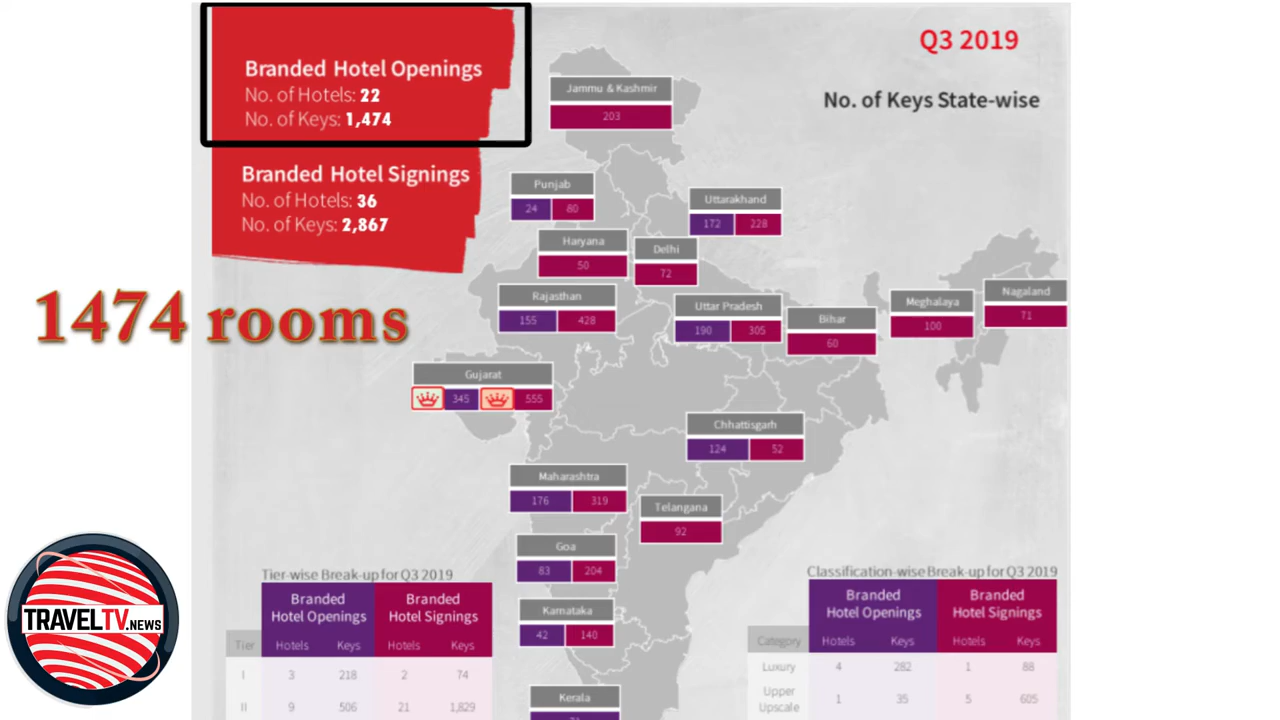 Q3 2019
Branded Hotel Openings
No. of Hotels: 22
No. of Keys: 1,474
No. of Keys State-wise
Jammu & Kashmir
203
Branded Hotel Signings
No. of Hotels: 36
No. of Keys: 2,867
Punjab
24 80
Uttarakhand
172 228
Haryana
50
Delhi
72
Rajasthan
155 428
Uttar Pradesh
190 305
Bihar
60
Meghalaya
100
Nagaland
71
1474 rooms
Gujarat
345 555
Chhattisgarh
124 52
Maharashtra
176 319
Telangana
92
Goa
83 204
Karnataka
42 140
Kerala
TRAVELTV.NEWS
Tier-wise Break-up for Q3 2019
Branded Hotel Openings Branded Hotel Signings
Tier Hotels Keys Hotels Keys
I 3 218 2 74
II 9 506 21 1,829
Classification-wise Break-up for Q3 2019
Branded Hotel Openings Branded Hotel Signings
Category Hotels Keys Hotels Keys
Luxury 4 282 1 88
Upper Upscale 1 35 5 605